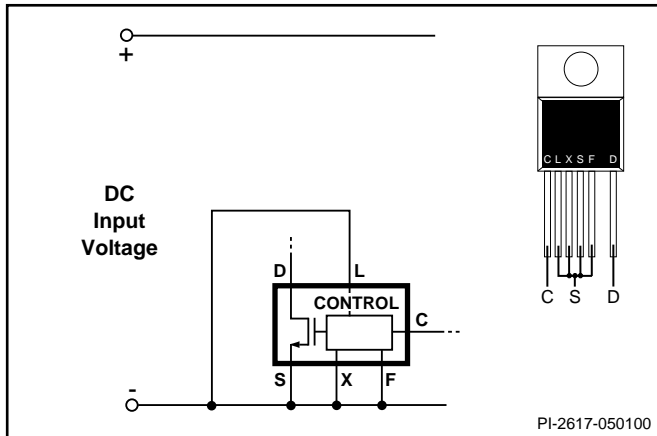 +
DC
Input
Voltage
D L
CONTROL
C
S X F
-
C L X S F D
C S D
PI-2617-050100